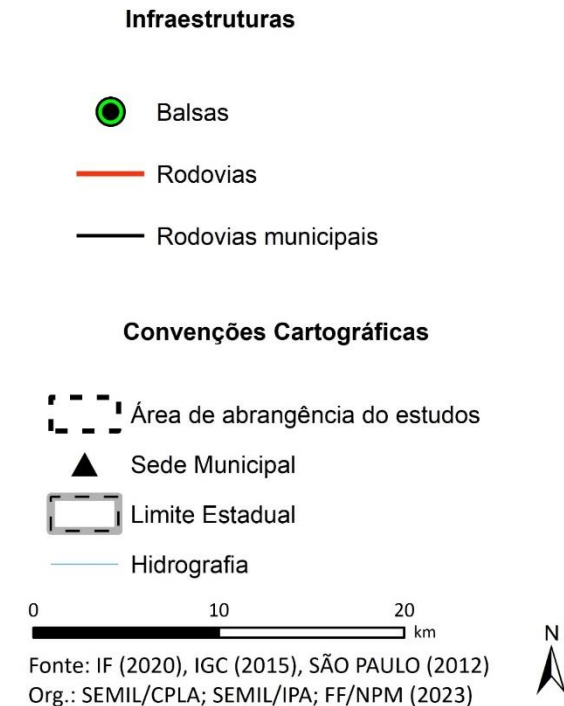 Infraestruturas
Balsas
Rodovias
Rodovias municipais
Convenções Cartográficas
Área de abrangência do estudos
Sede Municipal
Limite Estadual
Hidrografia
0 10 20
km
N
Fonte: IF (2020), IGC (2015), SÃO PAULO (2012)
Org.: SEMIL/CPLA; SEMIL/IPA; FF/NPM (2023)